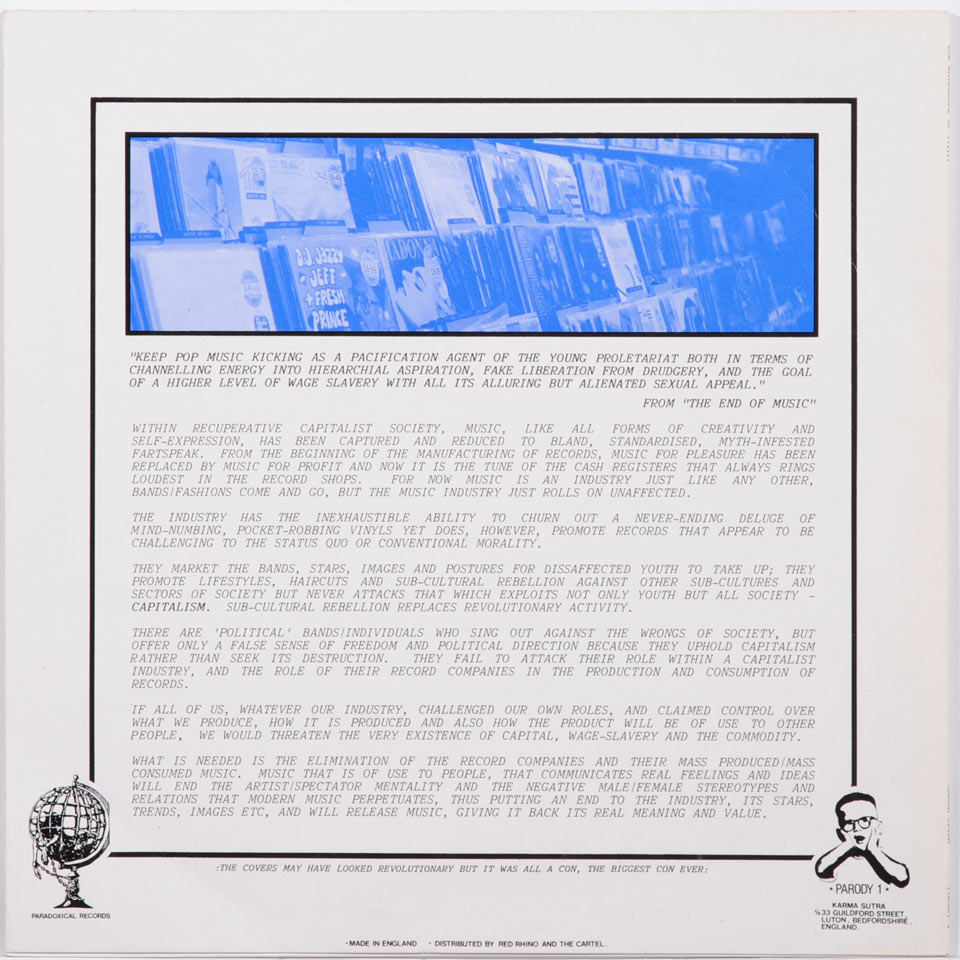 D.J. JAZZY
JEFF
+ FRESH
PRINCE
"KEEP POP MUSIC KICKING AS A PACIFICATION AGENT OF THE YOUNG PROLETARIAT BOTH IN TERMS OF
CHANNELLING ENERGY INTO HIERARCHIAL ASPIRATION, FAKE LIBERATION FROM DRUDGERY, AND THE GOAL
OF A HIGHER LEVEL OF WAGE SLAVERY WITH ALL ITS ALLURING BUT ALIENATED SEXUAL APPEAL."
FROM "THE END OF MUSIC"
WITHIN RECUPERATIVE CAPITALIST SOCIETY, MUSIC, LIKE ALL FORMS OF CREATIVITY AND
SELF-EXPRESSION, HAS BEEN CAPTURED AND REDUCED TO BLAND, STANDARDISED, MYTH-INFESTED
FARTSPEAK. FROM THE BEGINNING OF THE MANUFACTURING OF RECORDS, MUSIC FOR PLEASURE HAS BEEN
REPLACED BY MUSIC FOR PROFIT AND NOW IT IS THE TUNE OF THE CASH REGISTERS THAT ALWAYS RINGS
LOUDEST IN THE RECORD SHOPS. FOR NOW MUSIC IS AN INDUSTRY JUST LIKE ANY OTHER,
BANDS|FASHIONS COME AND GO, BUT THE MUSIC INDUSTRY JUST ROLLS ON UNAFFECTED.
THE INDUSTRY HAS THE INEXHAUSTIBLE ABILITY TO CHURN OUT A NEVER-ENDING DELUGE OF
MIND-NUMBING, POCKET-ROBBING VINYLS YET DOES, HOWEVER, PROMOTE RECORDS THAT APPEAR TO BE
CHALLENGING TO THE STATUS QUO OR CONVENTIONAL MORALITY.
THEY MARKET THE BANDS, STARS, IMAGES AND POSTURES FOR DISSAFFECTED YOUTH TO TAKE UP; THEY
PROMOTE LIFESTYLES, HAIRCUTS AND SUB-CULTURAL REBELLION AGAINST OTHER SUB-CULTURES AND
SECTORS OF SOCIETY BUT NEVER ATTACKS THAT WHICH EXPLOITS NOT ONLY YOUTH BUT ALL SOCIETY -
CAPITALISM. SUB-CULTURAL REBELLION REPLACES REVOLUTIONARY ACTIVITY.
THERE ARE 'POLITICAL' BANDS|INDIVIDUALS WHO SING OUT AGAINST THE WRONGS OF SOCIETY, BUT
OFFER ONLY A FALSE SENSE OF FREEDOM AND POLITICAL DIRECTION BECAUSE THEY UPHOLD CAPITALISM
RATHER THAN SEEK ITS DESTRUCTION. THEY FAIL TO ATTACK THEIR ROLE WITHIN A CAPITALIST
INDUSTRY, AND THE ROLE OF THEIR RECORD COMPANIES IN THE PRODUCTION AND CONSUMPTION OF
RECORDS.
IF ALL OF US, WHATEVER OUR INDUSTRY, CHALLENGED OUR OWN ROLES, AND CLAIMED CONTROL OVER
WHAT WE PRODUCE, HOW IT IS PRODUCED AND ALSO HOW THE PRODUCT WILL BE OF USE TO OTHER
PEOPLE, WE WOULD THREATEN THE VERY EXISTENCE OF CAPITAL, WAGE-SLAVERY AND THE COMMODITY.
WHAT IS NEEDED IS THE ELIMINATION OF THE RECORD COMPANIES AND THEIR MASS PRODUCED|MASS
CONSUMED MUSIC. MUSIC THAT IS OF USE TO PEOPLE, THAT COMMUNICATES REAL FEELINGS AND IDEAS
WILL END THE ARTIST|SPECTATOR MENTALITY AND THE NEGATIVE MALE|FEMALE STEREOTYPES AND
RELATIONS THAT MODERN MUSIC PERPETUATES, THUS PUTTING AN END TO THE INDUSTRY, ITS STARS,
TRENDS, IMAGES ETC, AND WILL RELEASE MUSIC, GIVING IT BACK ITS REAL MEANING AND VALUE.
:THE COVERS MAY HAVE LOOKED REVOLUTIONARY BUT IT WAS ALL A CON, THE BIGGEST CON EVER:
PARADOXICAL RECORDS
• PARODY 1 •
KARMA SUTRA
℅33 GUILDFORD STREET,
LUTON, BEDFORDSHIRE,
ENGLAND
• MADE IN ENGLAND • DISTRIBUTED BY RED RHINO AND THE CARTEL.